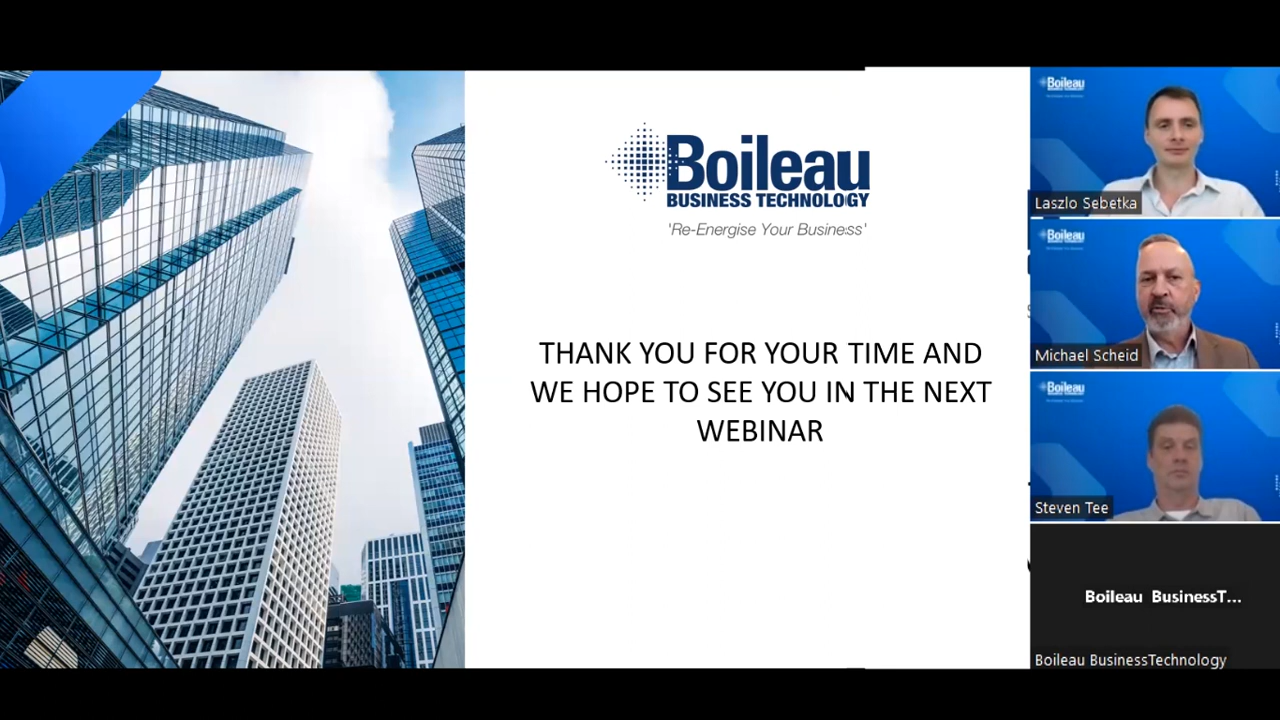 Boileau
BUSINESS TECHNOLOGY
'Re-Energise Your Business'
THANK YOU FOR YOUR TIME AND
WE HOPE TO SEE YOU IN THE NEXT
WEBINAR
Boileau
Laszlo Sebetka
Boileau
Michael Scheid
Boileau
Steven Tee
Boileau BusinessT...
Boileau BusinessTechnology